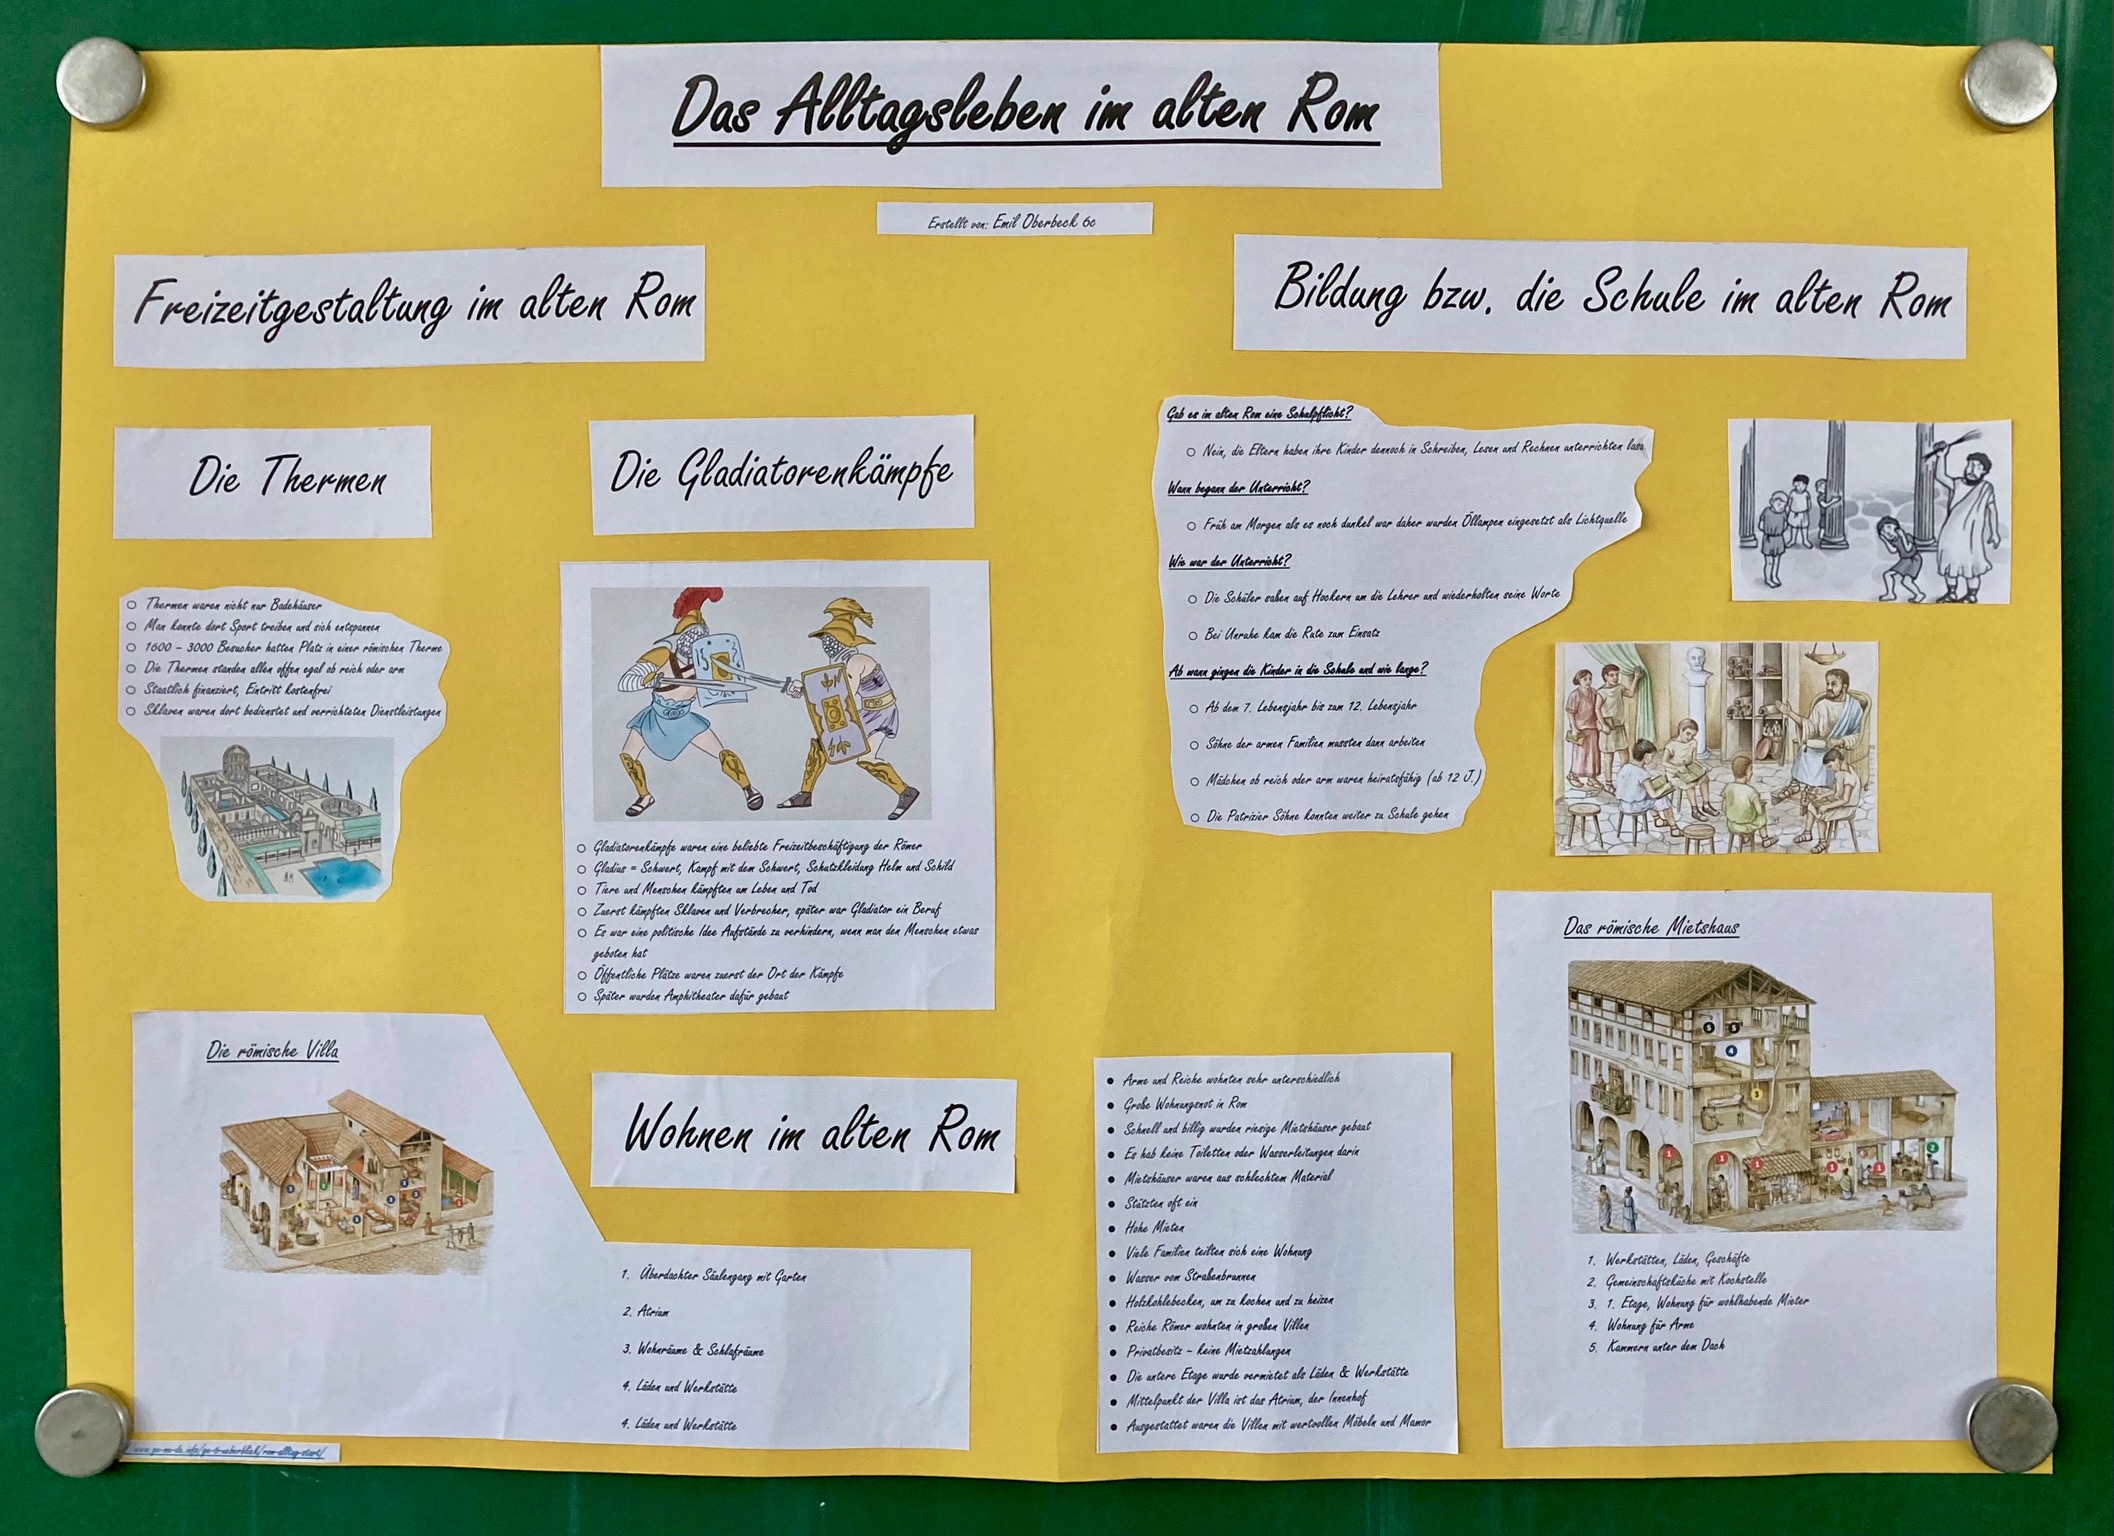 Das Alltagsleben im alten Rom
Erstellt von: Emil Oberbeck 6c
Freizeitgestaltung im alten Rom
Die Thermen
Thermen waren nicht nur Badehäuser
Man konnte dort Sport treiben und sich entspannen
1600 – 3000 Besucher hatten Platz in einer römischen Therme
Die Thermen standen allen offen egal ob reich oder arm
Staatlich finanziert, Eintritt kostenfrei
Sklaven waren dort bedienstet und verrichteten Dienstleistungen
Die Gladiatorenkämpfe
Gladiatorenkämpfe waren eine beliebte Freizeitbeschäftigung der Römer
Gladius = Schwert, Kampf mit dem Schwert, Schutzkleidung Helm und Schild
Tiere und Menschen kämpften um Leben und Tod
Zuerst kämpften Sklaven und Verbrecher, später war Gladiator ein Beruf
Es war eine politische Idee Aufstände zu verhindern, wenn man den Menschen etwas
geboten hat
Öffentliche Plätze waren zuerst der Ort der Kämpfe
Später wurden Amphitheater dafür gebaut
Bildung bzw. die Schule im alten Rom
Gab es im alten Rom eine Schulpflicht?
Nein, die Eltern haben ihre Kinder dennoch in Schreiben, Lesen und Rechnen unterrichten
Wann begann der Unterricht?
Früh am Morgen als es noch dunkel war daher wurden Öllampen eingesetzt als Lichtquelle
Wie war der Unterricht?
Die Schüler saßen auf Hockern um die Lehrer und wiederholten seine Worte
Bei Unruhe kam die Rute zum Einsatz
Ab wann gingen die Kinder in die Schule und wie lange?
Ab dem 7. Lebensjahr bis zum 12. Lebensjahr
Söhne der armen Familien mussten dann arbeiten
Mädchen ob reich oder arm waren heiratsfähig (ab 12 J.)
Die Patrizier Söhne konnten weiter zu Schule gehen
Wohnen im alten Rom
Die römische Villa
1. Überdachter Säulengang mit Garten
2. Atrium
3. Wohnräume & Schlafräume
4. Läden und Werkstätte
4. Läden und Werkstätte
Arme und Reiche wohnten sehr unterschiedlich
Große Wohnungsnot in Rom
Schnell und billig wurden riesige Mietshäuser gebaut
Es hab keine Toiletten oder Wasserleitungen darin
Mietshäuser waren aus schlechtem Material
Stützten oft ein
Hohe Mieten
Viele Familien teilten sich eine Wohnung
Wasser vom Straßenbrunnen
Holzkohlebecken, um zu kochen und zu heizen
Reiche Römer wohnten in großen Villen
Privatbesitz – keine Mietzahlungen
Die untere Etage wurde vermietet als Läden & Werkstätte
Mittelpunkt der Villa ist das Atrium, der Innenhof
Ausgestattet waren die Villen mit wertvollen Möbeln und Mamor
Das römische Mietshaus
5 5
4
3
1 1 1 1 1 2
1. Werkstätten, Läden, Geschäfte
2. Gemeinschaftsküche mit Kochstelle
3. 1. Etage, Wohnung für wohlhabende Mieter
4. Wohnung für Arme
5. Kammern unter dem Dach